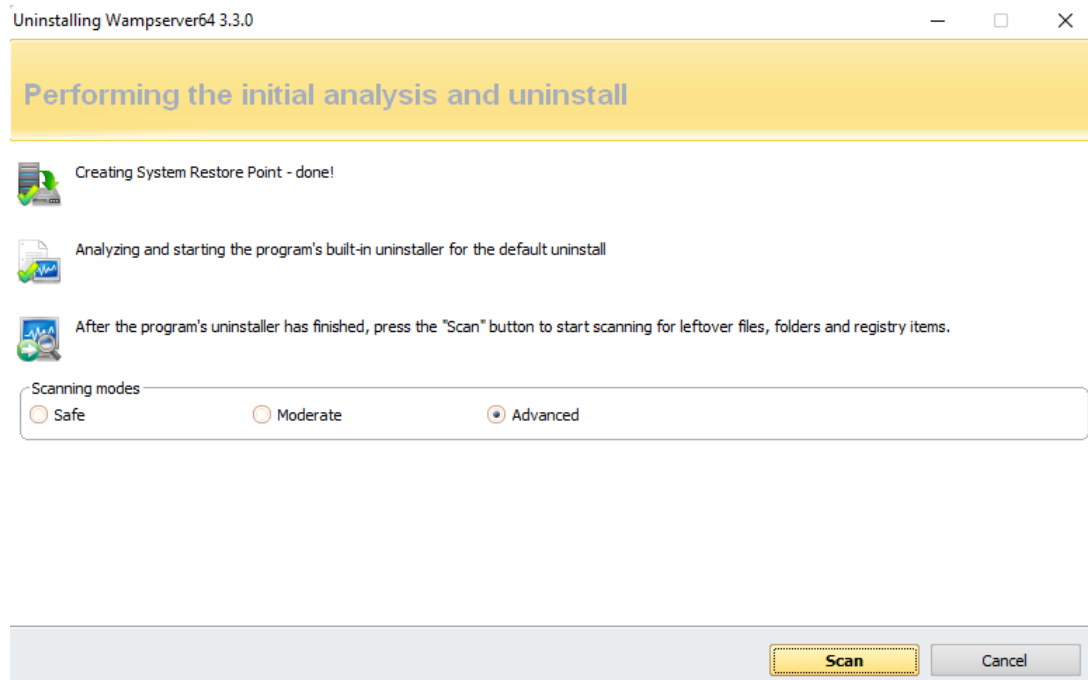 Uninstalling Wampserver64 3.3.0
Performing the initial analysis and uninstall
Creating System Restore Point - done!
Analyzing and starting the program's built-in uninstaller for the default uninstall
After the program's uninstaller has finished, press the "Scan" button to start scanning for leftover files, folders and registry items.
Scanning modes
Safe Moderate Advanced
Scan Cancel